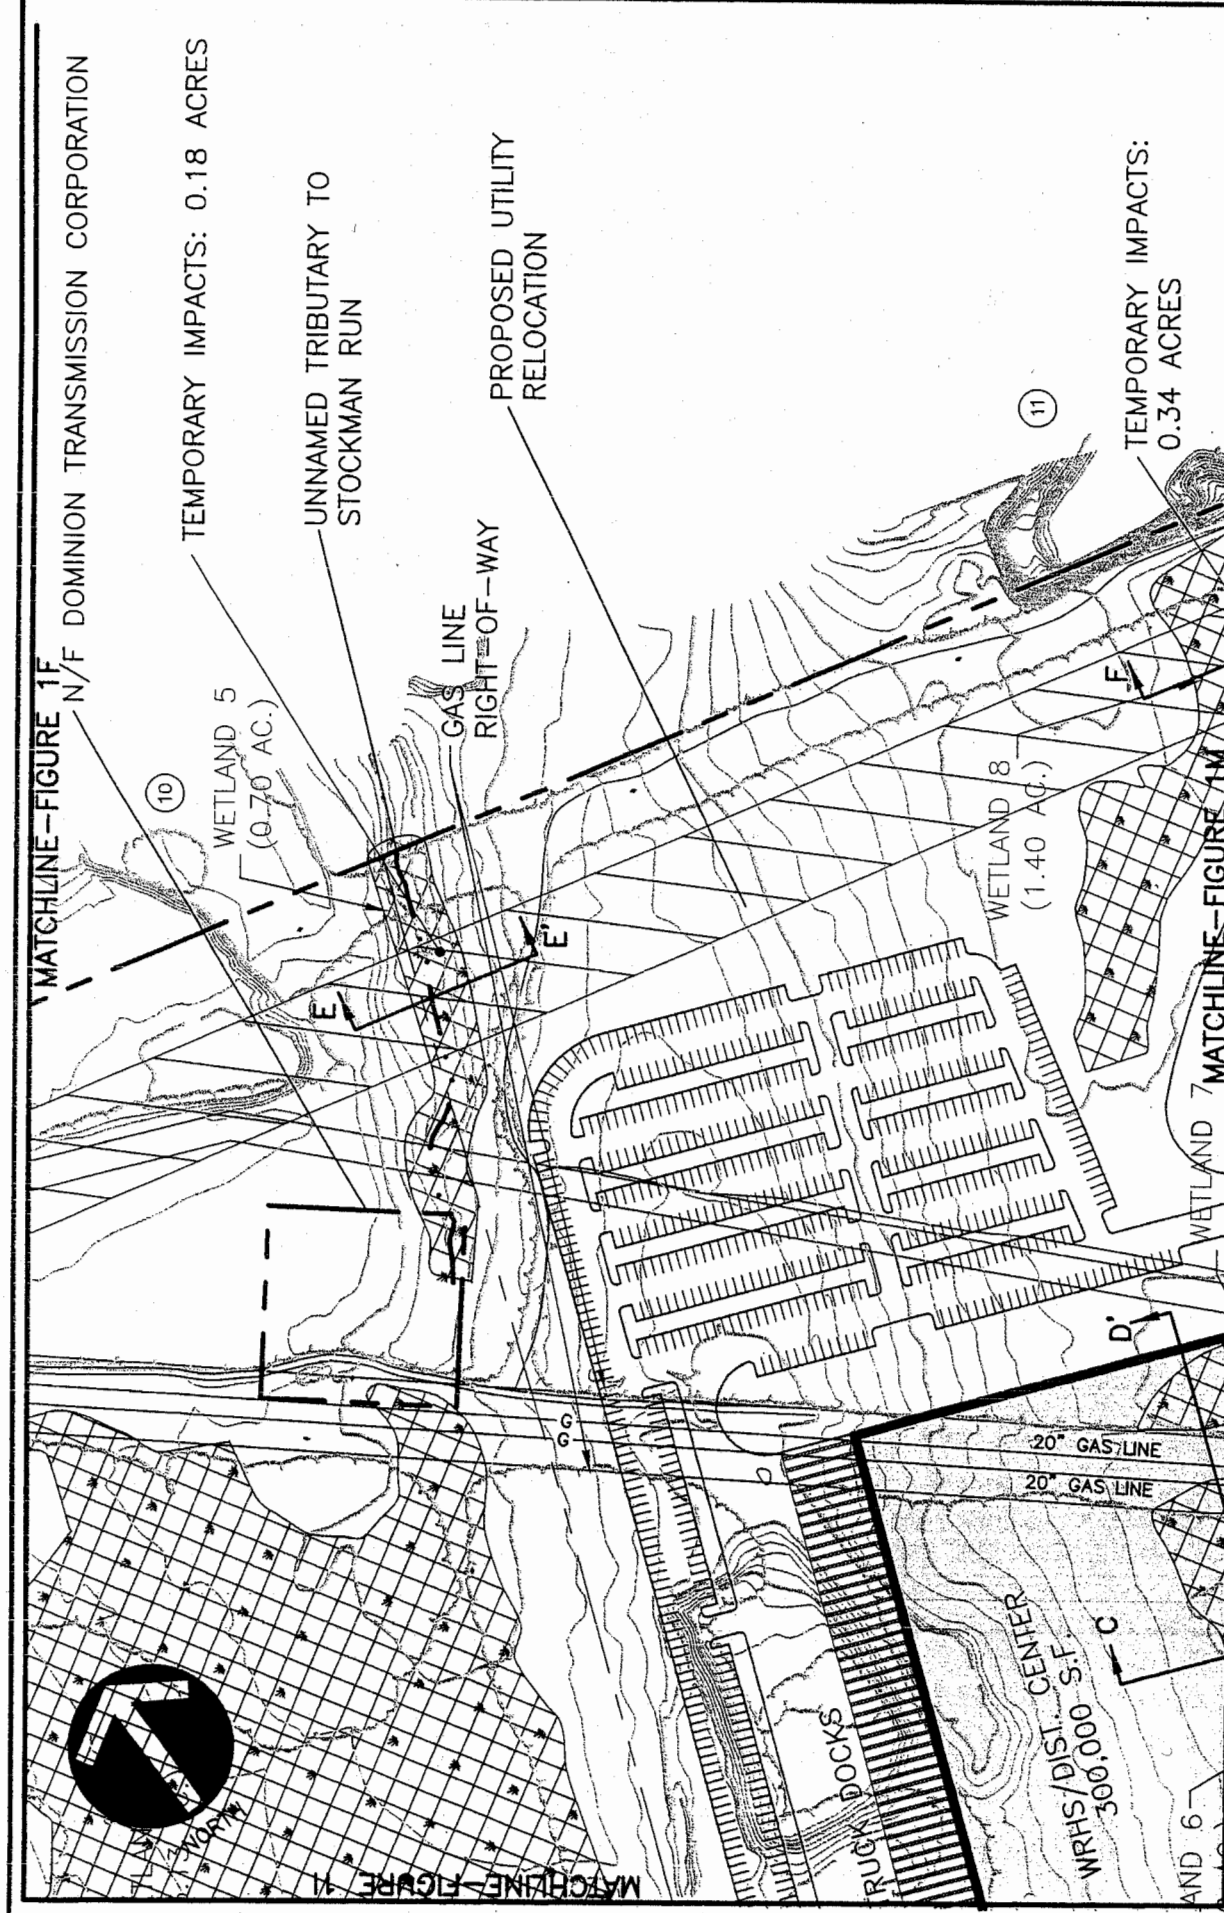 MATCHLINE-FIGURE 1F
N/F DOMINION TRANSMISSION CORPORATION
TEMPORARY IMPACTS: 0.18 ACRES
UNNAMED TRIBUTARY TO
STOCKMAN RUN
GAS LINE
RIGHT-OF-WAY
PROPOSED UTILITY
RELOCATION
10
WETLAND 5
(0.70 AC.)
E
E'
11
TEMPORARY IMPACTS:
0.34 ACRES
F
WETLAND 8
(1.40 AC.)
MATCHLINE-FIGURE 1M
WETLAND 7
D'
G
G
20" GAS LINE
20" GAS LINE
C
WRHS/DIST. CENTER
300,000 S.F.
TRUCK DOCKS
AND 6
NORTH
MATCHLINE-FIGURE 11